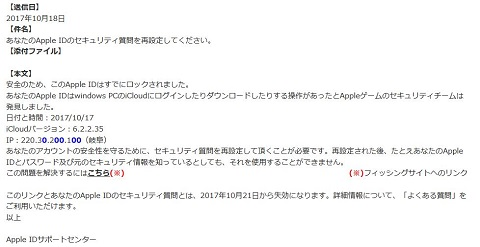 【送信日】
2017年10月18日
【件名】
あなたのApple IDのセキュリティ質問を再設定してください。
【添付ファイル】
【本文】
安全のため、このApple IDはすでにロックされました。
あなたのApple IDはwindows PCのiCloudにログインしたりダウンロードしたりする操作があったとAppleゲームのセキュリティチームは
発見しました。
日付と時間：2017/10/17
iCloudバージョン：6.2.2.35
IP：220.30.200.100（岐阜）
あなたのアカウントの安全性を守るために、セキュリティ質問を再設定して頂くことが必要です。再設定された後、たとえあなたのApple
IDとパスワード及び元のセキュリティ情報を知っているとしても、それを使用することができません。
この問題を解決するにはこちら(※) (※)フィッシングサイトへのリンク
このリンクとあなたのApple IDのセキュリティ質問とは、2017年10月21日から失効になります。詳細情報について、「よくある質問」を
ご利用いただけます。
以上
Apple IDサポートセンター